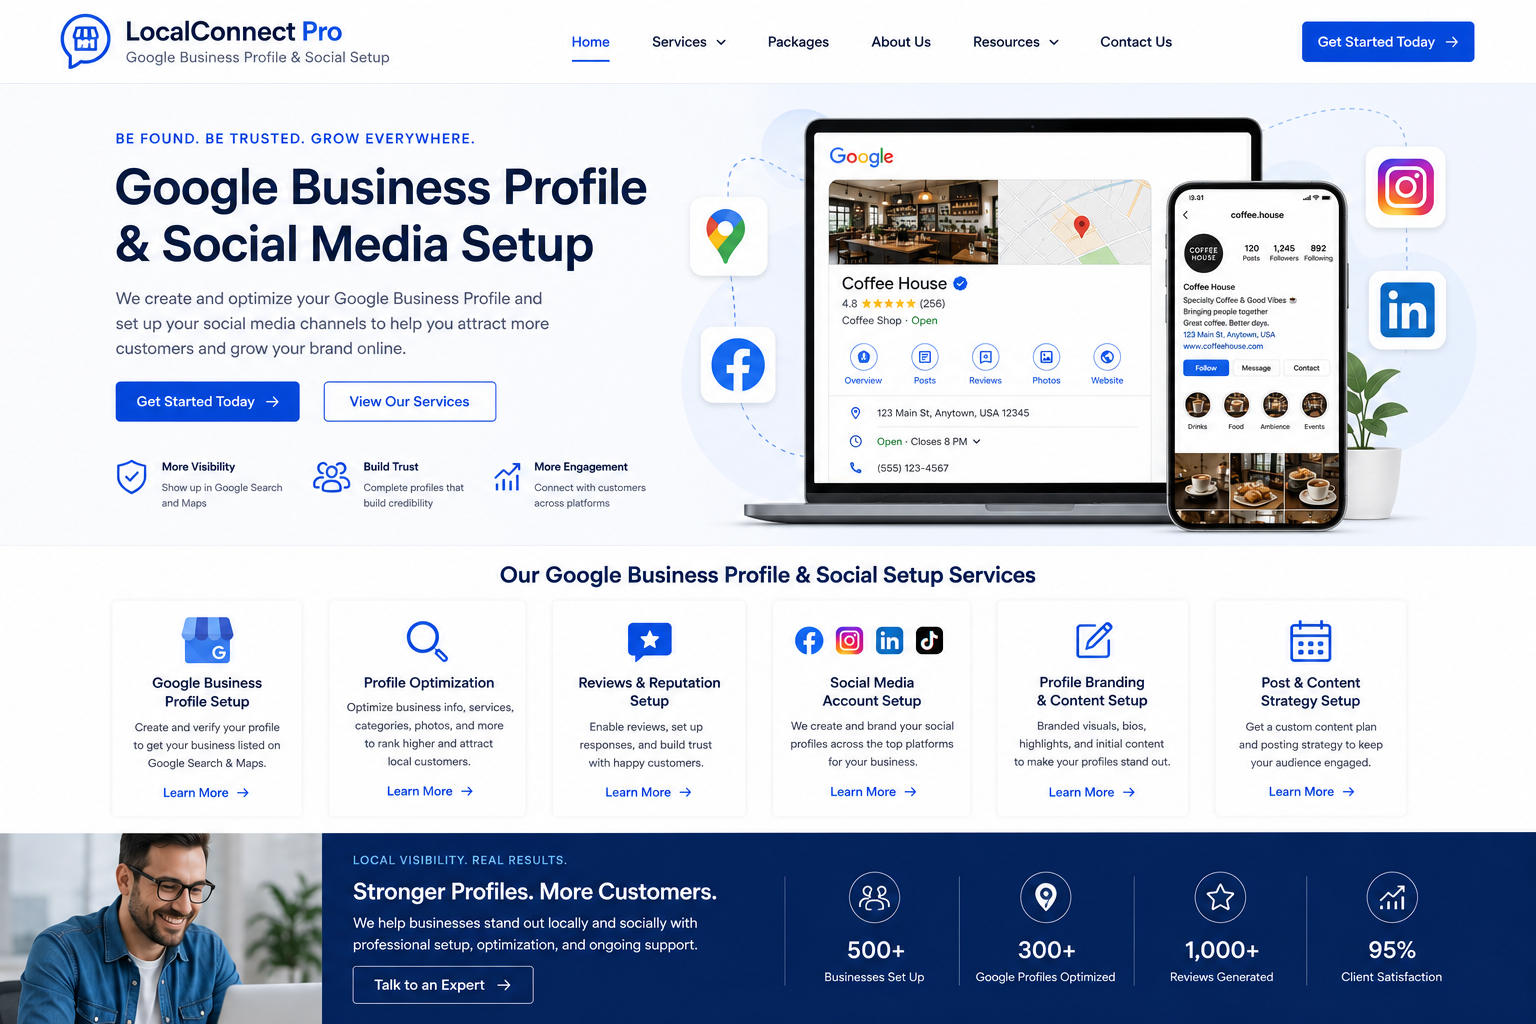 LocalConnect Pro
Google Business Profile & Social Setup
Home
Services
Packages
About Us
Resources
Contact Us
Get Started Today
BE FOUND. BE TRUSTED. GROW EVERYWHERE.
Google Business Profile
& Social Media Setup
We create and optimize your Google Business Profile and
set up your social media channels to help you attract more
customers and grow your brand online.
Get Started Today
View Our Services
More Visibility
Show up in Google Search
and Maps
Build Trust
Complete profiles that
build credibility
More Engagement
Connect with customers
across platforms
Google
Coffee House
4.8 (256)
Coffee Shop · Open
Overview
Posts
Reviews
Photos
Website
123 Main St, Anytown, USA 12345
Open · Closes 8 PM
(555) 123-4567
coffee.house
COFFEE
HOUSE
120
Posts
1,245
Followers
892
Following
Coffee House
Specialty Coffee & Good Vibes
Bringing people together
Great coffee. Better days.
123 Main St, Anytown, USA
www.coffeehouse.com
Follow
Message
Contact
Drinks
Food
Ambience
Events
in
Our Google Business Profile & Social Setup Services
G
Google Business
Profile Setup
Create and verify your profile
to get your business listed on
Google Search & Maps.
Learn More
Profile Optimization
Optimize business info, services,
categories, photos, and more
to rank higher and attract
local customers.
Learn More
Reviews & Reputation
Setup
Enable reviews, set up
responses, and build trust
with happy customers.
Learn More
in
Social Media
Account Setup
We create and brand your social
profiles across the top platforms
for your business.
Learn More
Profile Branding
& Content Setup
Branded visuals, bios,
highlights, and initial content
to make your profiles stand out.
Learn More
Post & Content
Strategy Setup
Get a custom content plan
and posting strategy to keep
your audience engaged.
Learn More
LOCAL VISIBILITY. REAL RESULTS.
Stronger Profiles. More Customers.
We help businesses stand out locally and socially with
professional setup, optimization, and ongoing support.
Talk to an Expert
500+
Businesses Set Up
300+
Google Profiles Optimized
1,000+
Reviews Generated
95%
Client Satisfaction